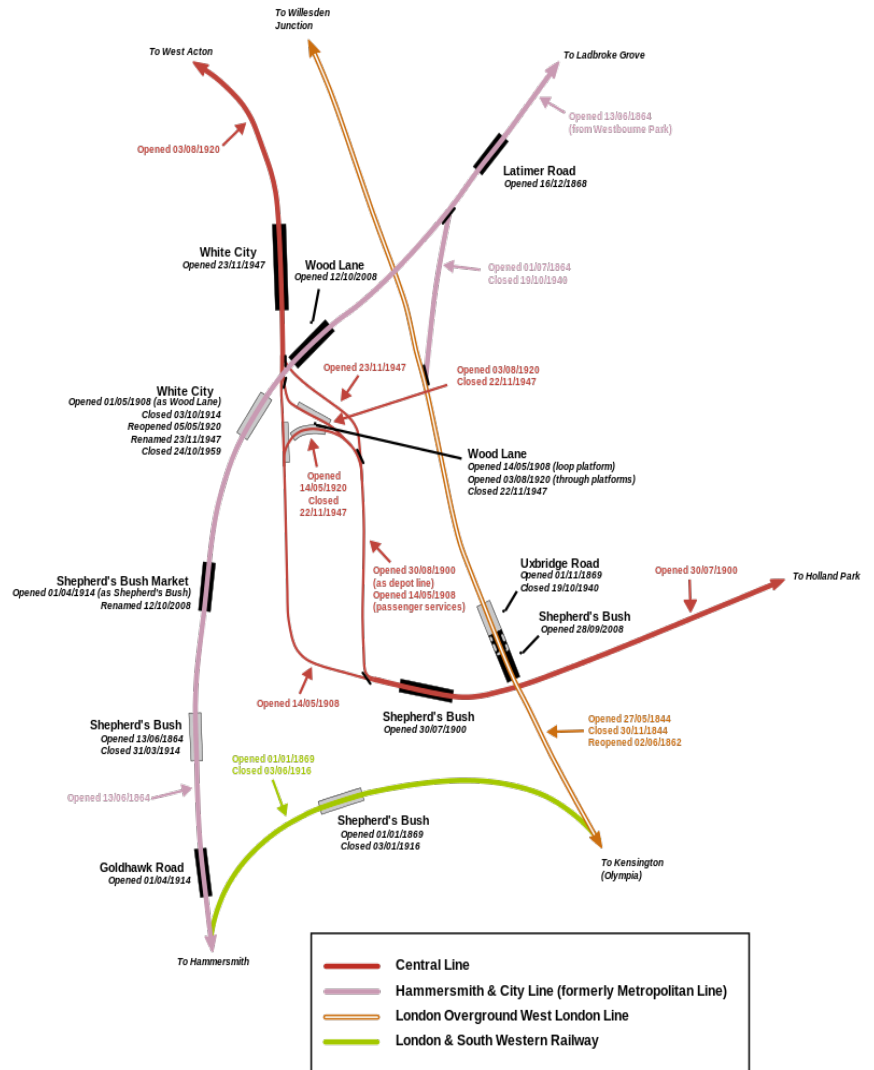 To Willesden
Junction
To West Acton
To Ladbroke Grove
Opened 13/06/1864
(from Westbourne Park)
Opened 03/08/1920
Latimer Road
Opened 16/12/1868
White City
Opened 23/11/1947
Wood Lane
Opened 12/10/2008
Opened 01/07/1864
Closed 19/10/1940
Opened 23/11/1947
Opened 03/08/1920
Closed 22/11/1947
White City
Opened 01/05/1908 (as Wood Lane)
Closed 03/10/1914
Reopened 05/05/1920
Renamed 23/11/1947
Closed 24/10/1959
Wood Lane
Opened 14/05/1908 (loop platform)
Opened 03/08/1920 (through platforms)
Closed 22/11/1947
Opened
14/05/1920
Closed
22/11/1947
Opened 30/08/1900
(as depot line)
Opened 14/05/1908
(passenger services)
Uxbridge Road
Opened 01/11/1869
Closed 19/10/1940
Opened 30/07/1900
To Holland Park
Shepherd's Bush Market
Opened 01/04/1914 (as Shepherd's Bush)
Renamed 12/10/2008
Shepherd's Bush
Opened 28/09/2008
Opened 14/05/1908
Shepherd's Bush
Opened 30/07/1900
Shepherd's Bush
Opened 13/06/1864
Closed 31/03/1914
Opened 27/05/1844
Closed 30/11/1844
Reopened 02/06/1862
Opened 01/01/1869
Closed 03/06/1916
Opened 13/06/1864
Shepherd's Bush
Opened 01/01/1869
Closed 03/01/1916
Goldhawk Road
Opened 01/04/1914
To Kensington
(Olympia)
To Hammersmith
Central Line
Hammersmith & City Line (formerly Metropolitan Line)
London Overground West London Line
London & South Western Railway